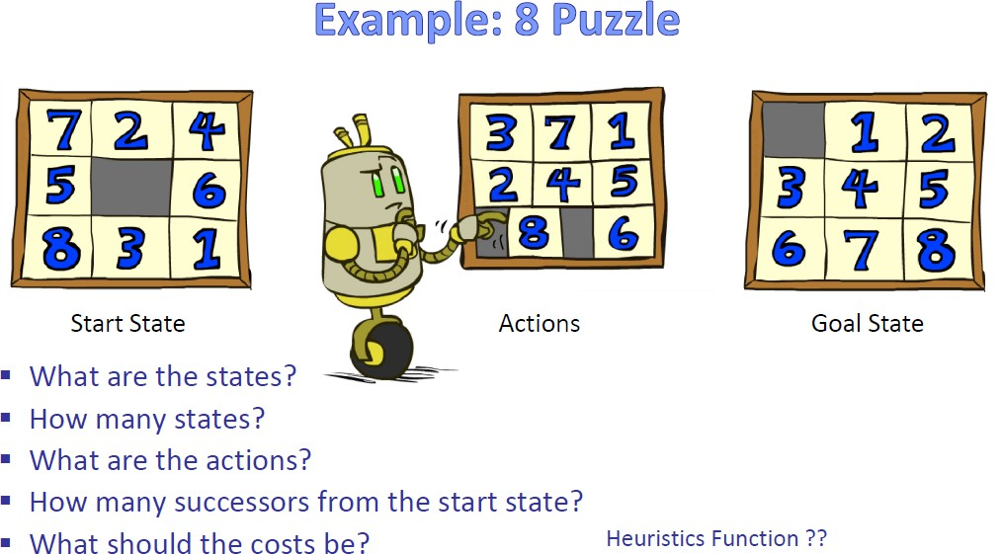 Example: 8 Puzzle
7 2 4
5 6
8 3 1
3 7 1
2 4 5
8 6
1 2
3 4 5
6 7 8
Start State
Actions
Goal State
▪ What are the states?
▪ How many states?
▪ What are the actions?
▪ How many successors from the start state?
▪ What should the costs be?
Heuristics Function ??